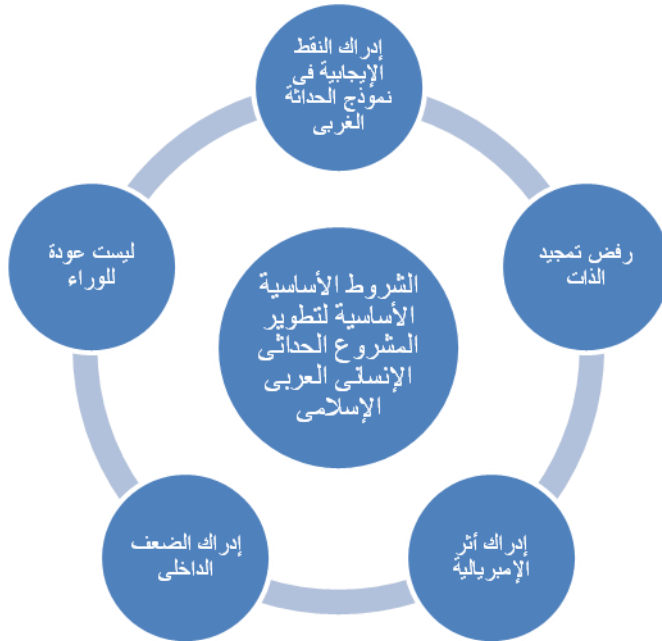 إدراك النقط
الإيجابية فى
نموذج الحداثة
الغربى
رفض تمجيد
الذات
إدراك أثر
الإمبريالية
إدراك الضعف
الداخلى
ليست عودة
للوراء
الشروط الأساسية
الأساسية لتطوير
المشروع الحداثى
الإنسانى العربى
الإسلامى